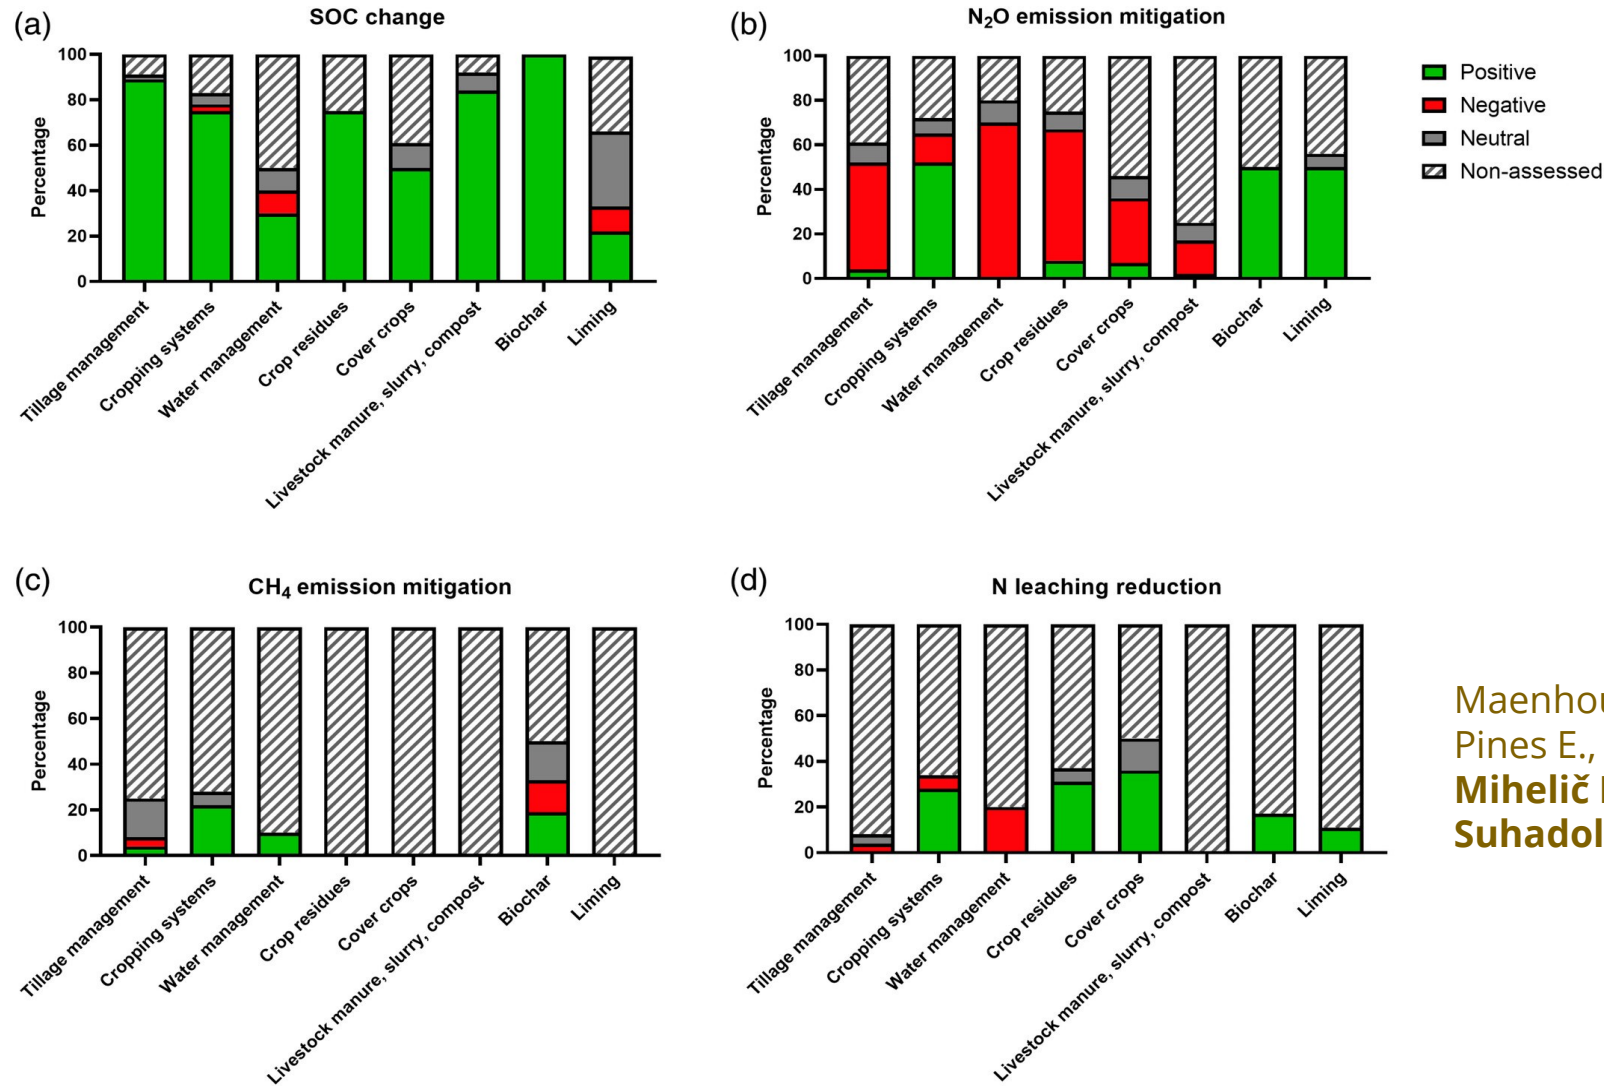 (a)
SOC change
Percentage
100
80
60
40
20
0
Tillage management
Cropping systems
Water management
Crop residues
Cover crops
Livestock manure, slurry, compost
Biochar
Liming
(b)
N₂O emission mitigation
Percentage
100
80
60
40
20
0
Tillage management
Cropping systems
Water management
Crop residues
Cover crops
Livestock manure, slurry, compost
Biochar
Liming
Positive
Negative
Neutral
Non-assessed
(c)
CH₄ emission mitigation
Percentage
100
80
60
40
20
0
Tillage management
Cropping systems
Water management
Crop residues
Cover crops
Livestock manure, slurry, compost
Biochar
Liming
(d)
N leaching reduction
Percentage
100
80
60
40
20
0
Tillage management
Cropping systems
Water management
Crop residues
Cover crops
Livestock manure, slurry, compost
Biochar
Liming
Pines E.,
Mihelič